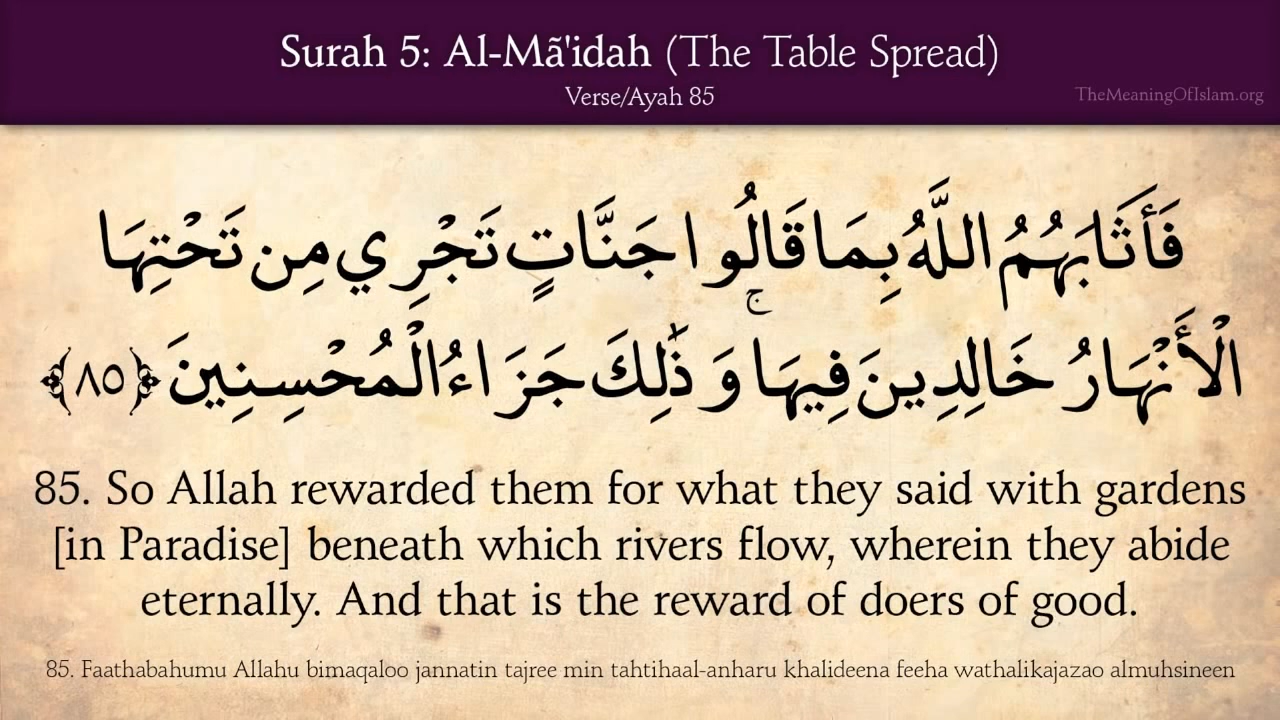 Surah 5: Al-Mã'idah (The Table Spread)
Verse/Ayah 85
TheMeaningOfIslam.org
فَأَثَابَهُمُ اللَّهُ بِمَا قَالُوا جَنَّاتٍ تَجْرِي مِن تَحْتِهَا
الْأَنْهَارُ خَالِدِينَ فِيهَا ۚ وَذَٰلِكَ جَزَاءُ الْمُحْسِنِينَ ﴿٨٥﴾
85. So Allah rewarded them for what they said with gardens
[in Paradise] beneath which rivers flow, wherein they abide
eternally. And that is the reward of doers of good.
85. Faathabahumu Allahu bimaqaloo jannatin tajree min tahtihaal-anharu khalideena feeha wathalikajazao almuhsineen